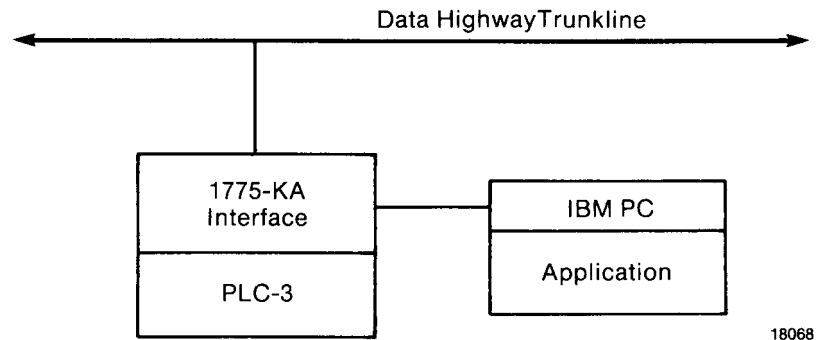 Data HighwayTrunkline
1775-KA
Interface
PLC-3
IBM PC
Application
18068